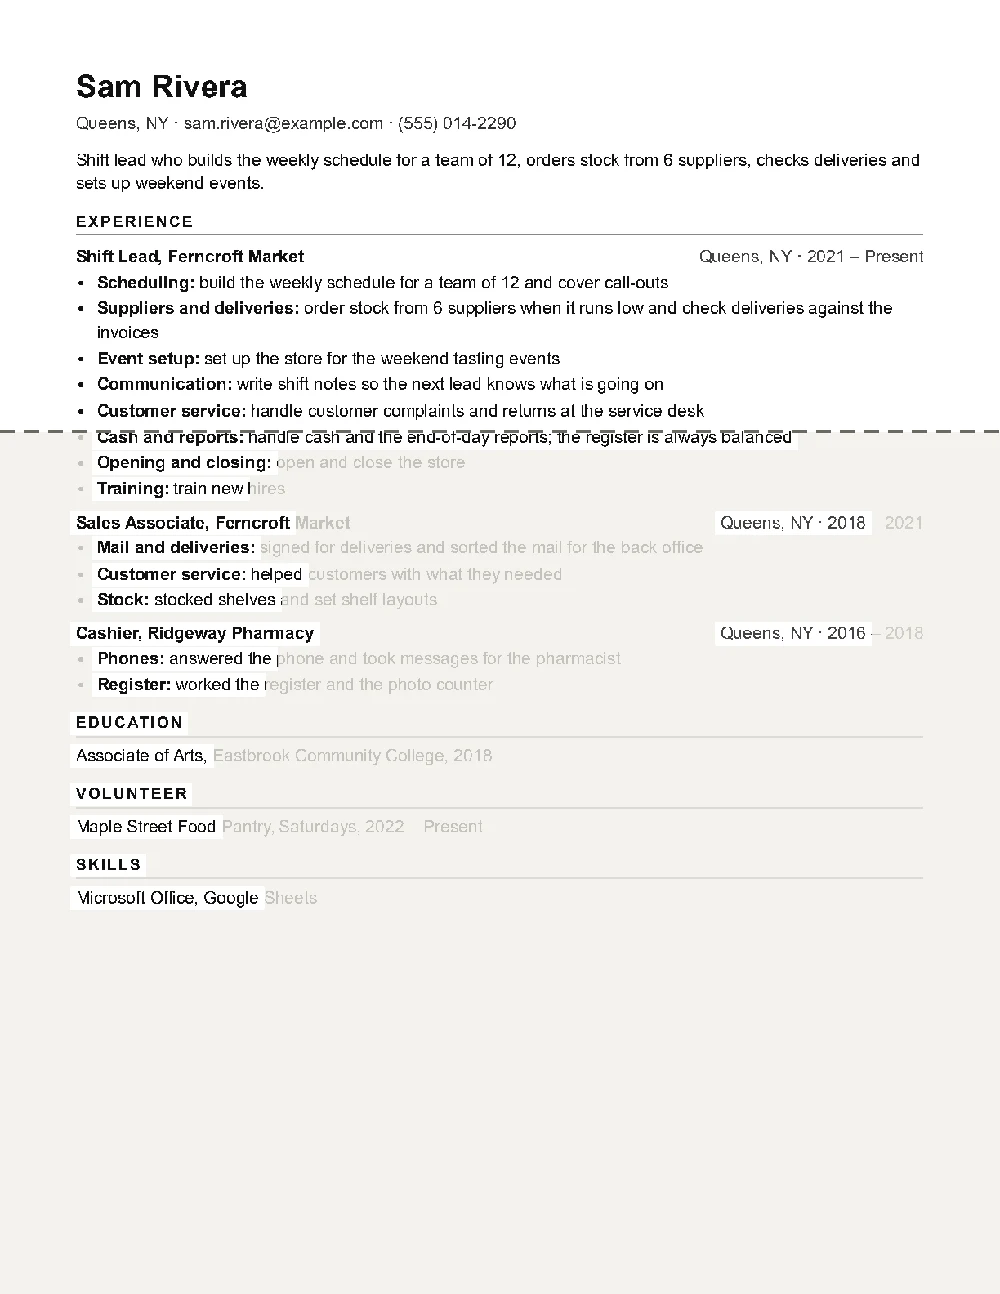 Sam Rivera
Queens, NY · sam.rivera@example.com · (555) 014-2290
Shift lead who builds the weekly schedule for a team of 12, orders stock from 6 suppliers, checks deliveries and
sets up weekend events.
EXPERIENCE
Shift Lead, Ferncroft Market Queens, NY · 2021 – Present
• Scheduling: build the weekly schedule for a team of 12 and cover call-outs
• Suppliers and deliveries: order stock from 6 suppliers when it runs low and check deliveries against the
invoices
• Event setup: set up the store for the weekend tasting events
• Communication: write shift notes so the next lead knows what is going on
• Customer service: handle customer complaints and returns at the service desk
• Cash and reports: handle cash and the end-of-day reports; the register is always balanced
• Opening and closing: open and close the store
• Training: train new hires
Sales Associate, Ferncroft Market Queens, NY · 2018 2021
• Mail and deliveries: signed for deliveries and sorted the mail for the back office
• Customer service: helped customers with what they needed
• Stock: stocked shelves and set shelf layouts
Cashier, Ridgeway Pharmacy Queens, NY · 2016 – 2018
• Phones: answered the phone and took messages for the pharmacist
• Register: worked the register and the photo counter
EDUCATION
Associate of Arts, Eastbrook Community College, 2018
VOLUNTEER
Maple Street Food Pantry, Saturdays, 2022 Present
SKILLS
Microsoft Office, Google Sheets